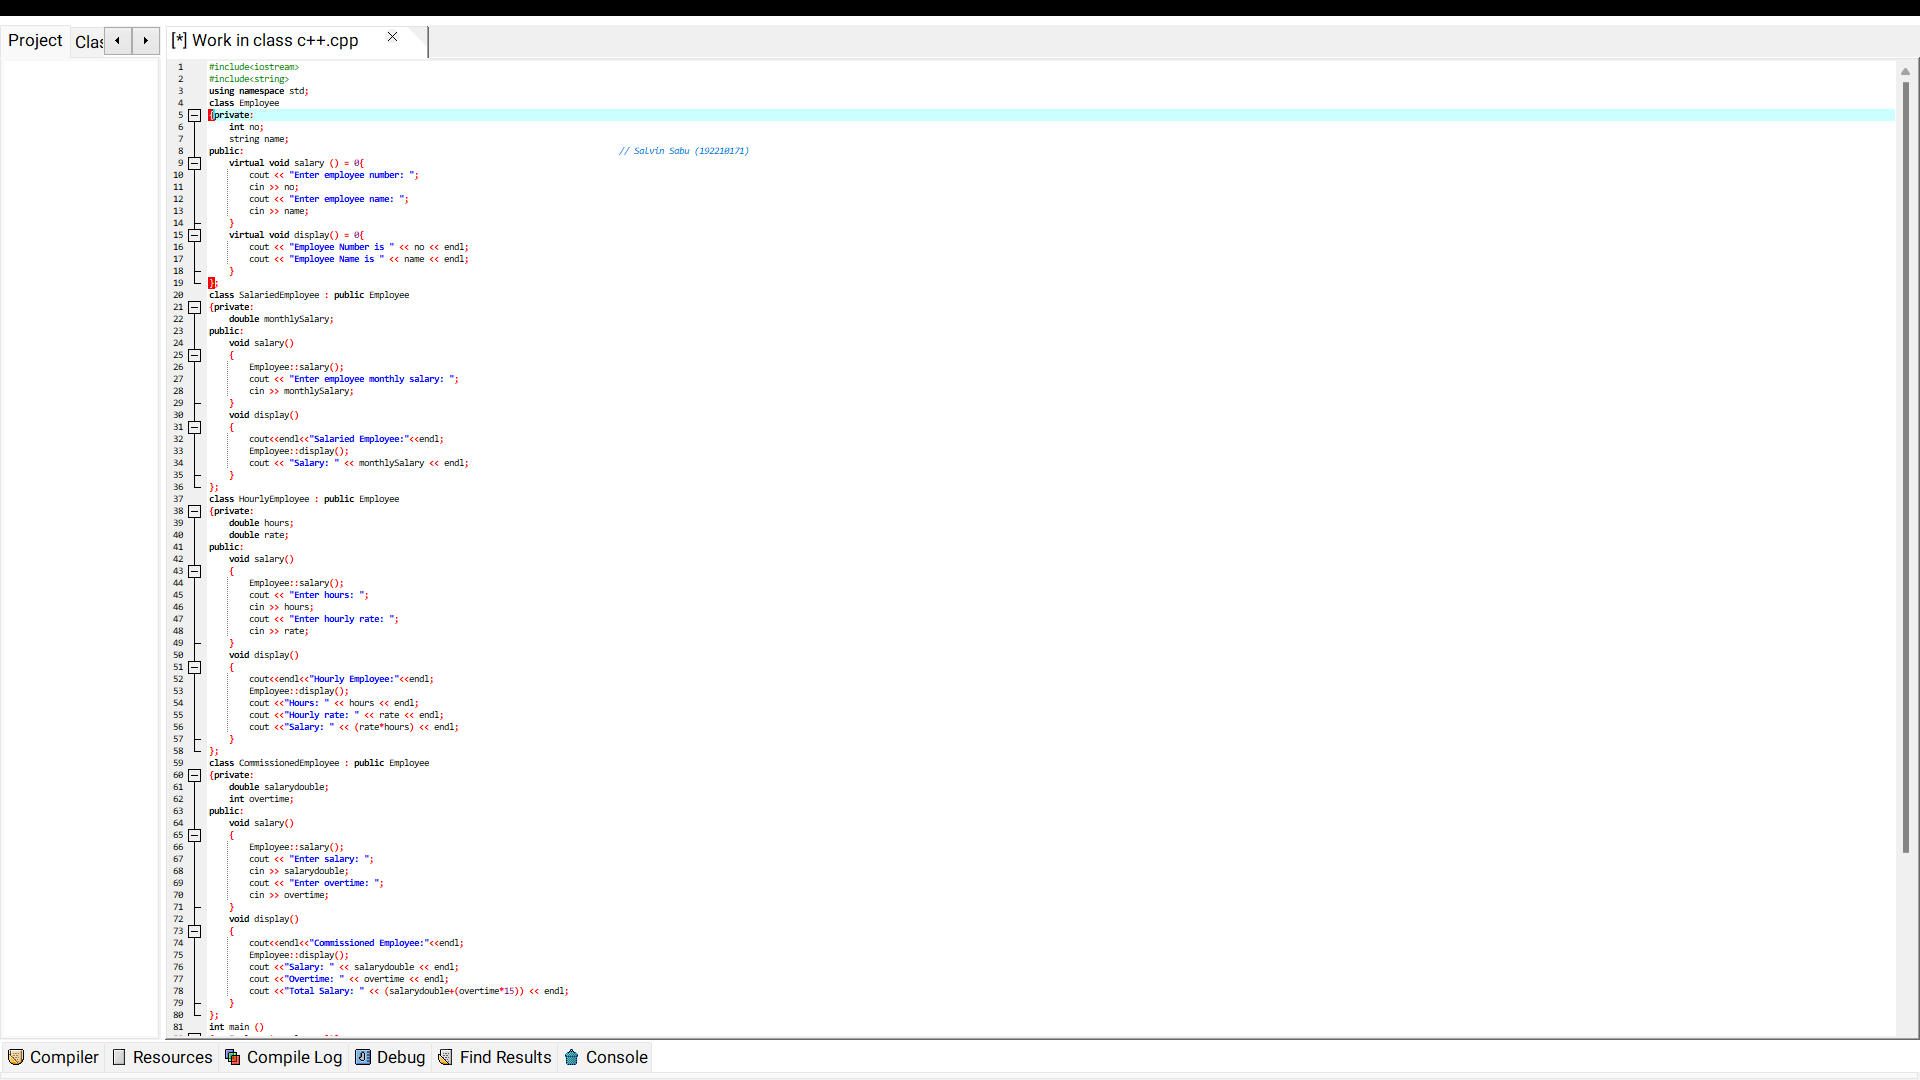 Project Clas [*] Work in class c++.cpp
1 #include<iostream>
2 #include<string>
3 using namespace std;
4 class Employee
5 {private:
6 int no;
7 string name;
8 public: // Salvin Sabu (192210171)
9 virtual void salary () = 0{
10 cout << "Enter employee number: ";
11 cin >> no;
12 cout << "Enter employee name: ";
13 cin >> name;
14 }
15 virtual void display() = 0{
16 cout << "Employee Number is " << no << endl;
17 cout << "Employee Name is " << name << endl;
18 }
19 };
20 class SalariedEmployee : public Employee
21 {private:
22 double monthlySalary;
23 public:
24 void salary()
25 {
26 Employee::salary();
27 cout << "Enter employee monthly salary: ";
28 cin >> monthlySalary;
29 }
30 void display()
31 {
32 cout<<endl<<"Salaried Employee:"<<endl;
33 Employee::display();
34 cout << "Salary: " << monthlySalary << endl;
35 }
36 };
37 class HourlyEmployee : public Employee
38 {private:
39 double hours;
40 double rate;
41 public:
42 void salary()
43 {
44 Employee::salary();
45 cout << "Enter hours: ";
46 cin >> hours;
47 cout << "Enter hourly rate: ";
48 cin >> rate;
49 }
50 void display()
51 {
52 cout<<endl<<"Hourly Employee:"<<endl;
53 Employee::display();
54 cout <<"Hours: " << hours << endl;
55 cout <<"Hourly rate: " << rate << endl;
56 cout <<"Salary: " << (rate*hours) << endl;
57 }
58 };
59 class CommissionedEmployee : public Employee
60 {private:
61 double salarydouble;
62 int overtime;
63 public:
64 void salary()
65 {
66 Employee::salary();
67 cout << "Enter salary: ";
68 cin >> salarydouble;
69 cout << "Enter overtime: ";
70 cin >> overtime;
71 }
72 void display()
73 {
74 cout<<endl<<"Commissioned Employee:"<<endl;
75 Employee::display();
76 cout <<"Salary: " << salarydouble << endl;
77 cout <<"Overtime: " << overtime << endl;
78 cout <<"Total Salary: " << (salarydouble+(overtime*15)) << endl;
79 }
80 };
81 int main ()
Compiler Resources Compile Log Debug Find Results Console